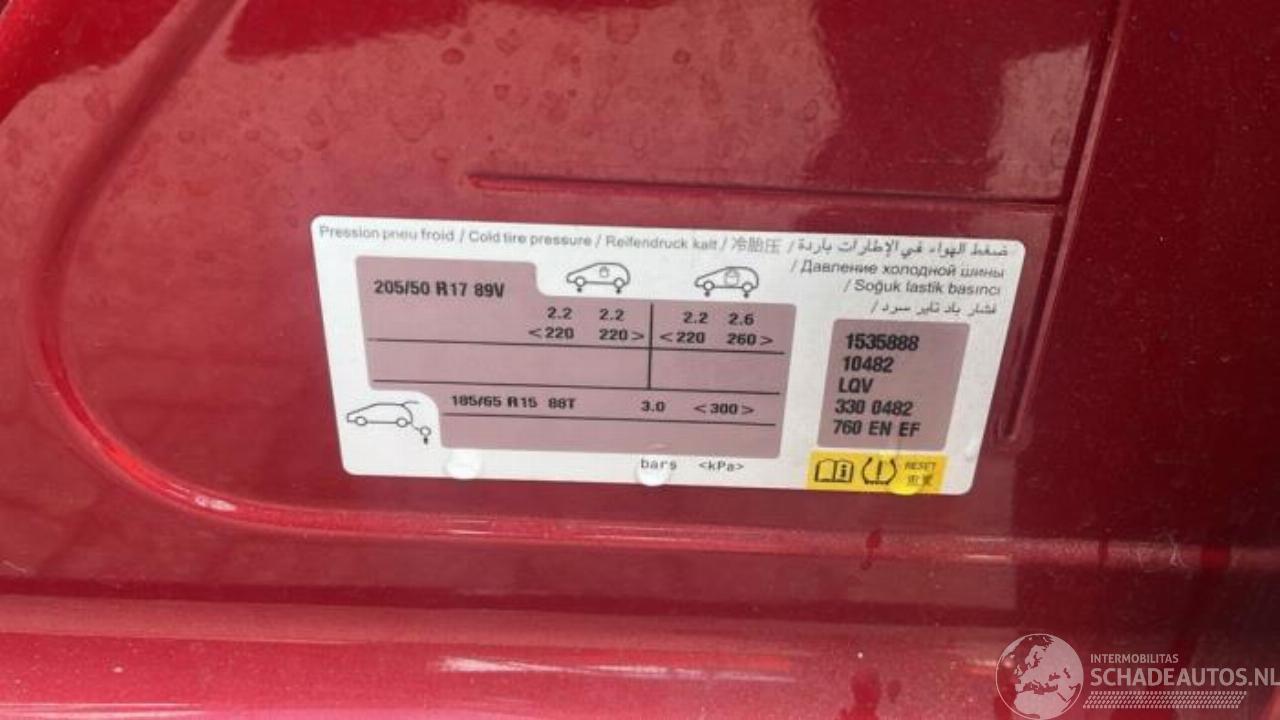 Pression pneu froid / Cold tire pressure / Reifendruck kalt / 冷胎压 / ضغط الهواء في الإطارات باردة
/ Давление холодной шины
/ Soğuk lastik basıncı
/ فشار باد تایر سرد
205/50 R17 89V
2.2 2.2 2.2 2.6
<220 220> <220 260>
185/65 R15 88T 3.0 <300>
bars <kPa>
1535888
10482
LQV
330 0482
760 EN EF
RESET
重置
INTERMOBILITAS
SCHADEAUTOS.NL